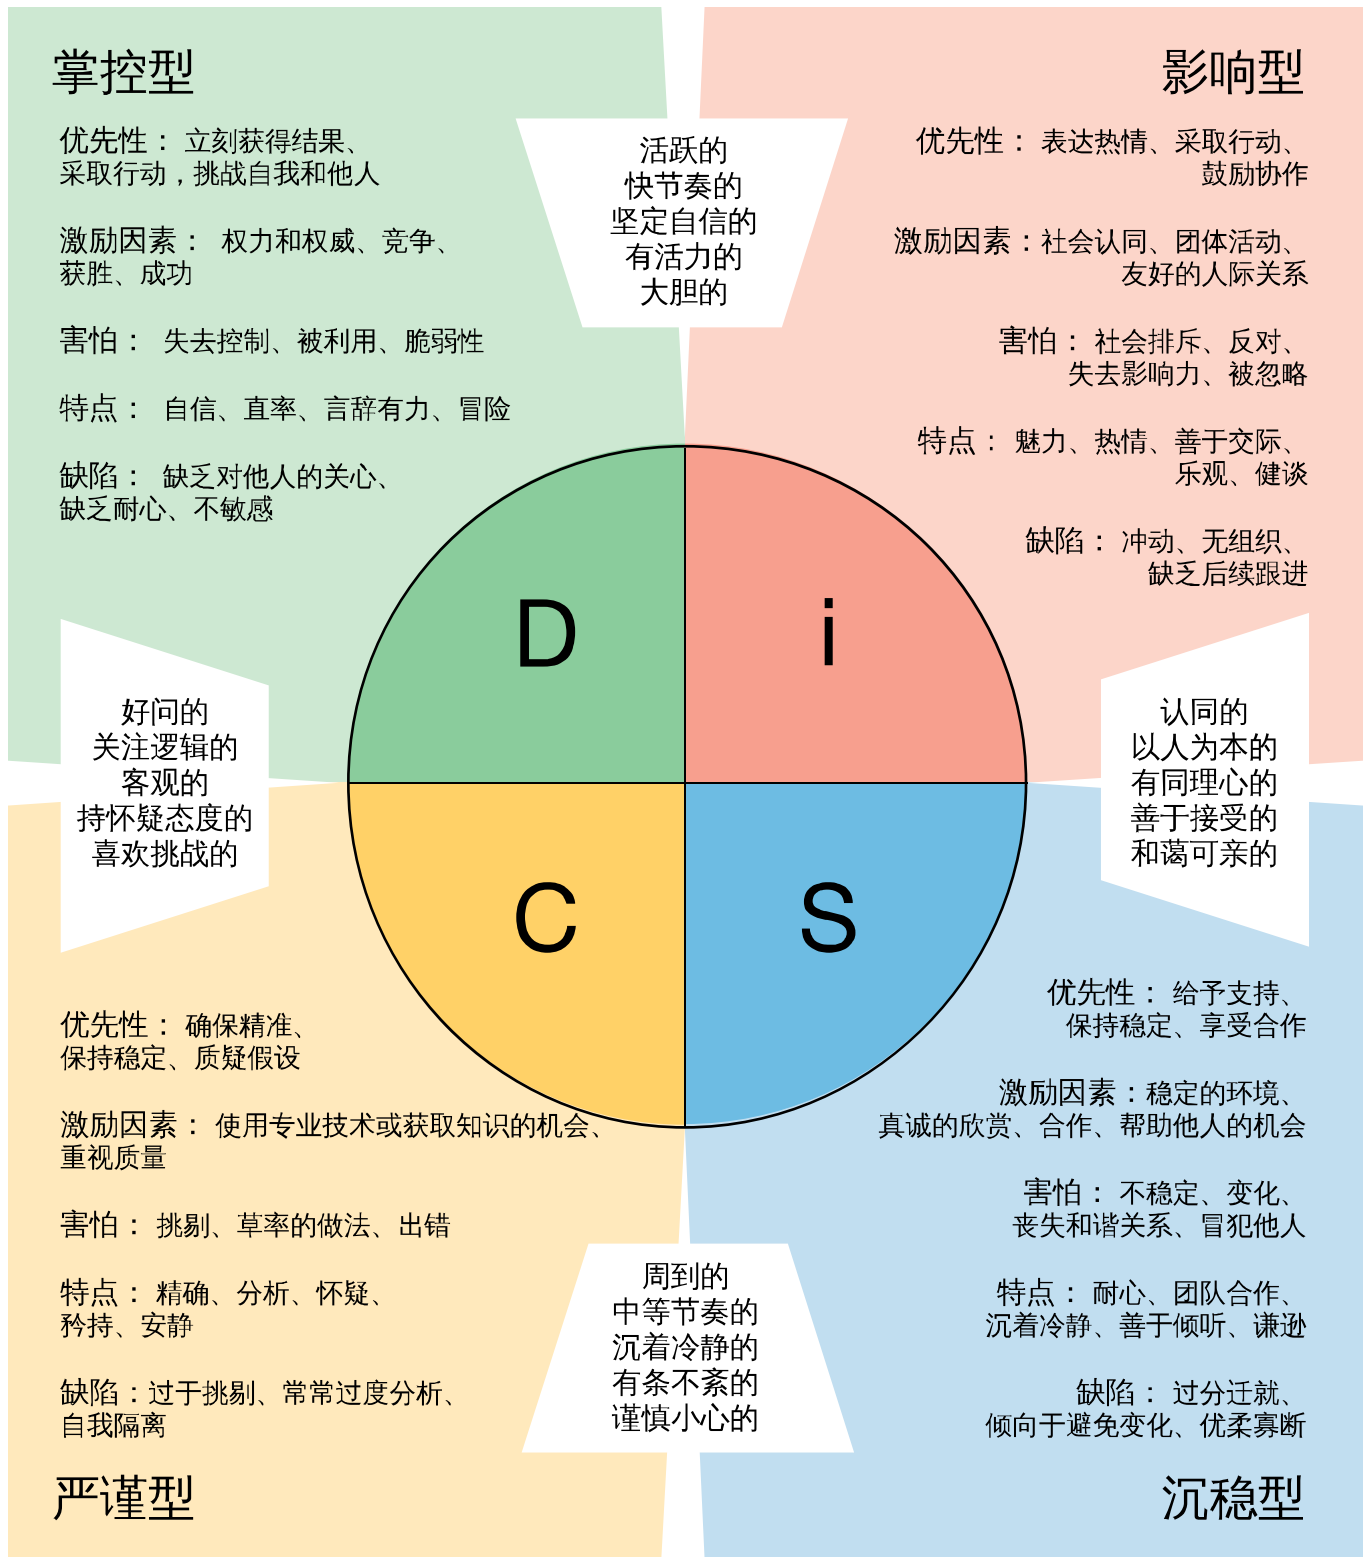 掌控型
优先性： 立刻获得结果、
采取行动，挑战自我和他人
激励因素： 权力和权威、竞争、
获胜、成功
害怕： 失去控制、被利用、脆弱性
特点： 自信、直率、言辞有力、冒险
缺陷： 缺乏对他人的关心、
缺乏耐心、不敏感
活跃的
快节奏的
坚定自信的
有活力的
大胆的
影响型
优先性： 表达热情、采取行动、
鼓励协作
激励因素：社会认同、团体活动、
友好的人际关系
害怕： 社会排斥、反对、
失去影响力、被忽略
特点： 魅力、热情、善于交际、
乐观、健谈
缺陷： 冲动、无组织、
缺乏后续跟进
D
i
好问的
关注逻辑的
客观的
持怀疑态度的
喜欢挑战的
认同的
以人为本的
有同理心的
善于接受的
和蔼可亲的
C
S
优先性： 确保精准、
保持稳定、质疑假设
激励因素： 使用专业技术或获取知识的机会、
重视质量
害怕： 挑剔、草率的做法、出错
特点： 精确、分析、怀疑、
矜持、安静
缺陷：过于挑剔、常常过度分析、
自我隔离
严谨型
周到的
中等节奏的
沉着冷静的
有条不紊的
谨慎小心的
优先性： 给予支持、
保持稳定、享受合作
激励因素：稳定的环境、
真诚的欣赏、合作、帮助他人的机会
害怕： 不稳定、变化、
丧失和谐关系、冒犯他人
特点： 耐心、团队合作、
沉着冷静、善于倾听、谦逊
缺陷： 过分迁就、
倾向于避免变化、优柔寡断
沉稳型